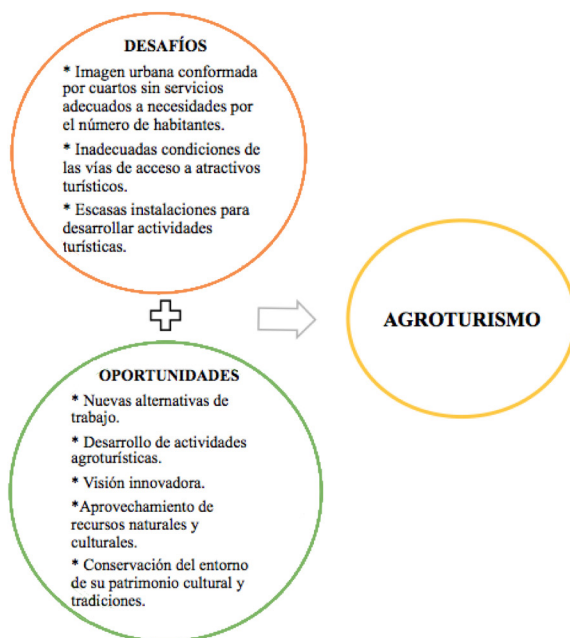 DESAFÍOS
* Imagen urbana conformada
por cuartos sin servicios
adecuados a necesidades por
el número de habitantes.
* Inadecuadas condiciones de
las vías de acceso a atractivos
turísticos.
* Escasas instalaciones para
desarrollar actividades
turísticas.
AGROTURISMO
OPORTUNIDADES
* Nuevas alternativas de
trabajo.
* Desarrollo de actividades
agroturísticas.
* Visión innovadora.
*Aprovechamiento de
recursos naturales y
culturales.
* Conservación del entorno
de su patrimonio cultural y
tradiciones.